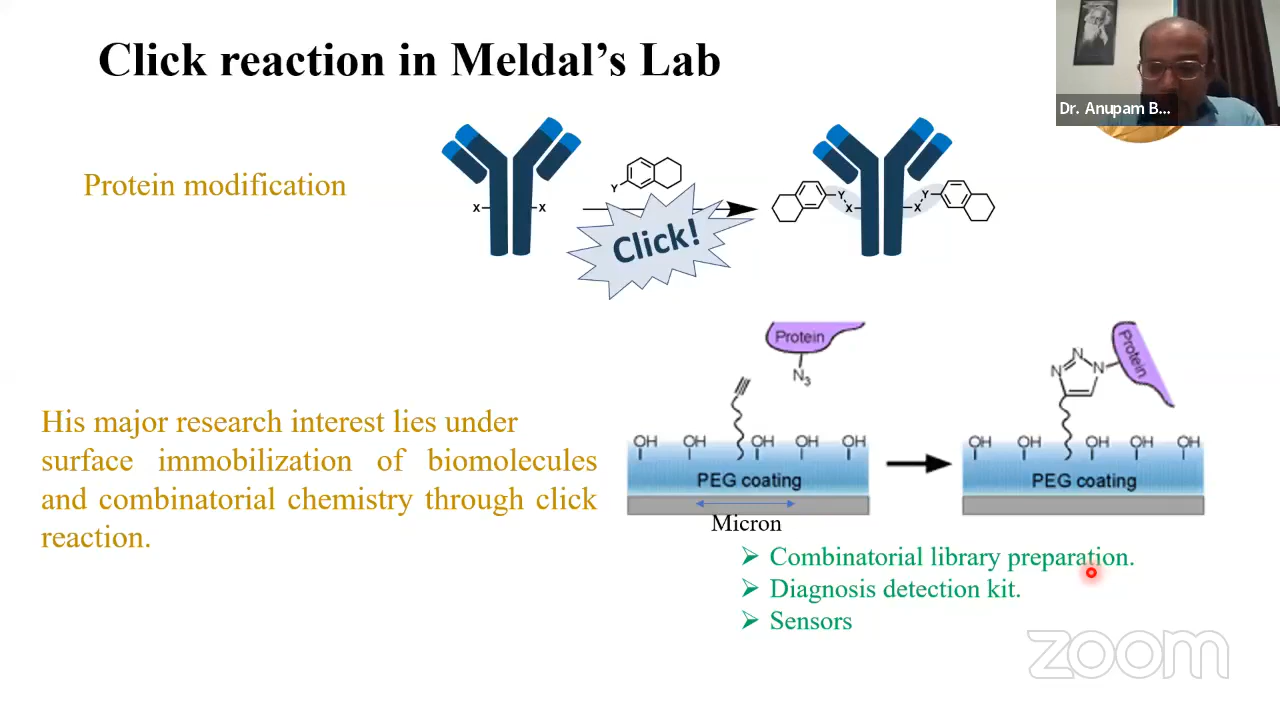 Click reaction in Meldal's Lab
Dr. Anupam B...
Protein modification
X
X
Y
Click!
Y
X
X
Y
Protein
N3
OH
OH
OH
OH
OH
PEG coating
Micron
N
N
N
Protein
OH
OH
OH
OH
OH
PEG coating
His major research interest lies under
surface immobilization of biomolecules
and combinatorial chemistry through click
reaction.
➢ Combinatorial library preparation.
➢ Diagnosis detection kit.
➢ Sensors
zoom